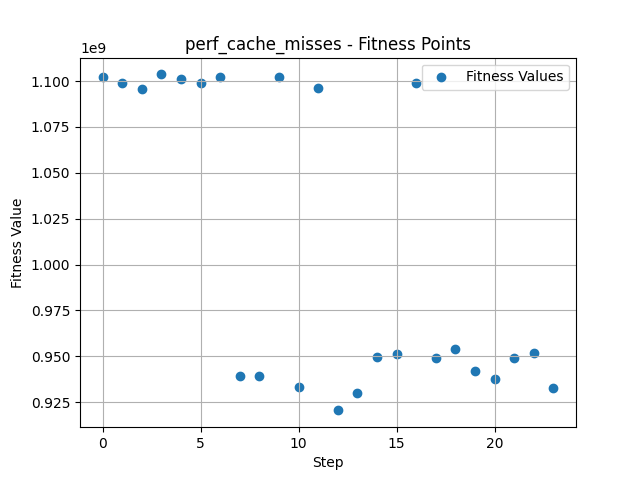 perf_cache_misses - Fitness Points
1e9
Fitness Values
1.100
1.075
1.050
1.025
1.000
0.975
0.950
0.925
Fitness Value
0
5
10
15
20
Step